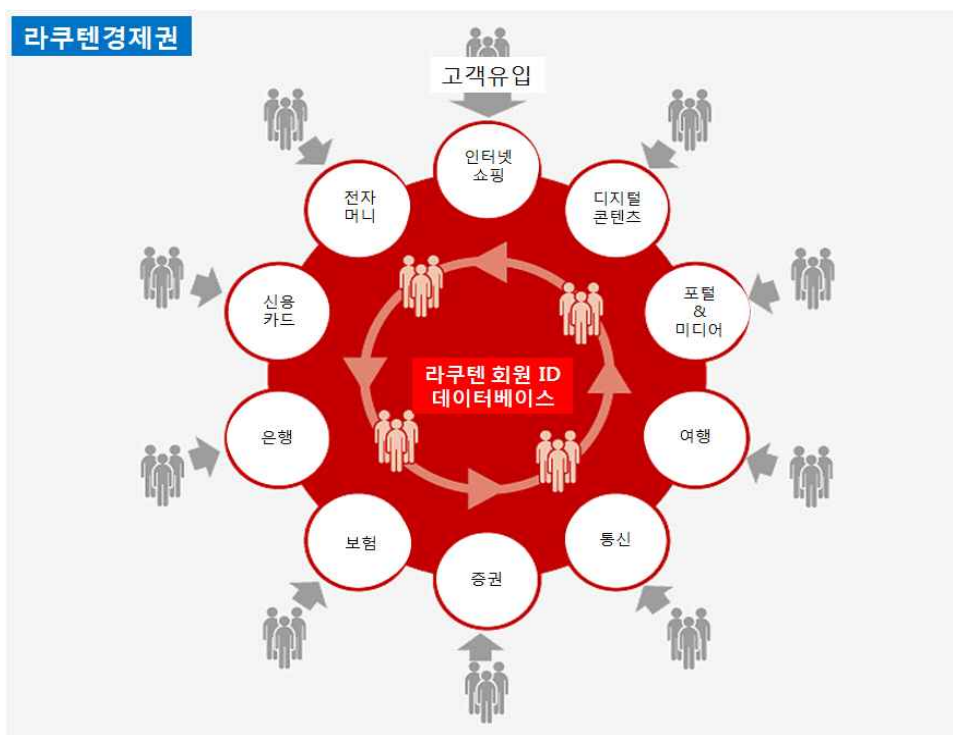 라쿠텐경제권
고객유입
인터넷
쇼핑
전자
머니
디지털
콘텐츠
신용
카드
포털
&
미디어
라쿠텐 회원 ID
데이터베이스
은행
여행
보험
통신
증권